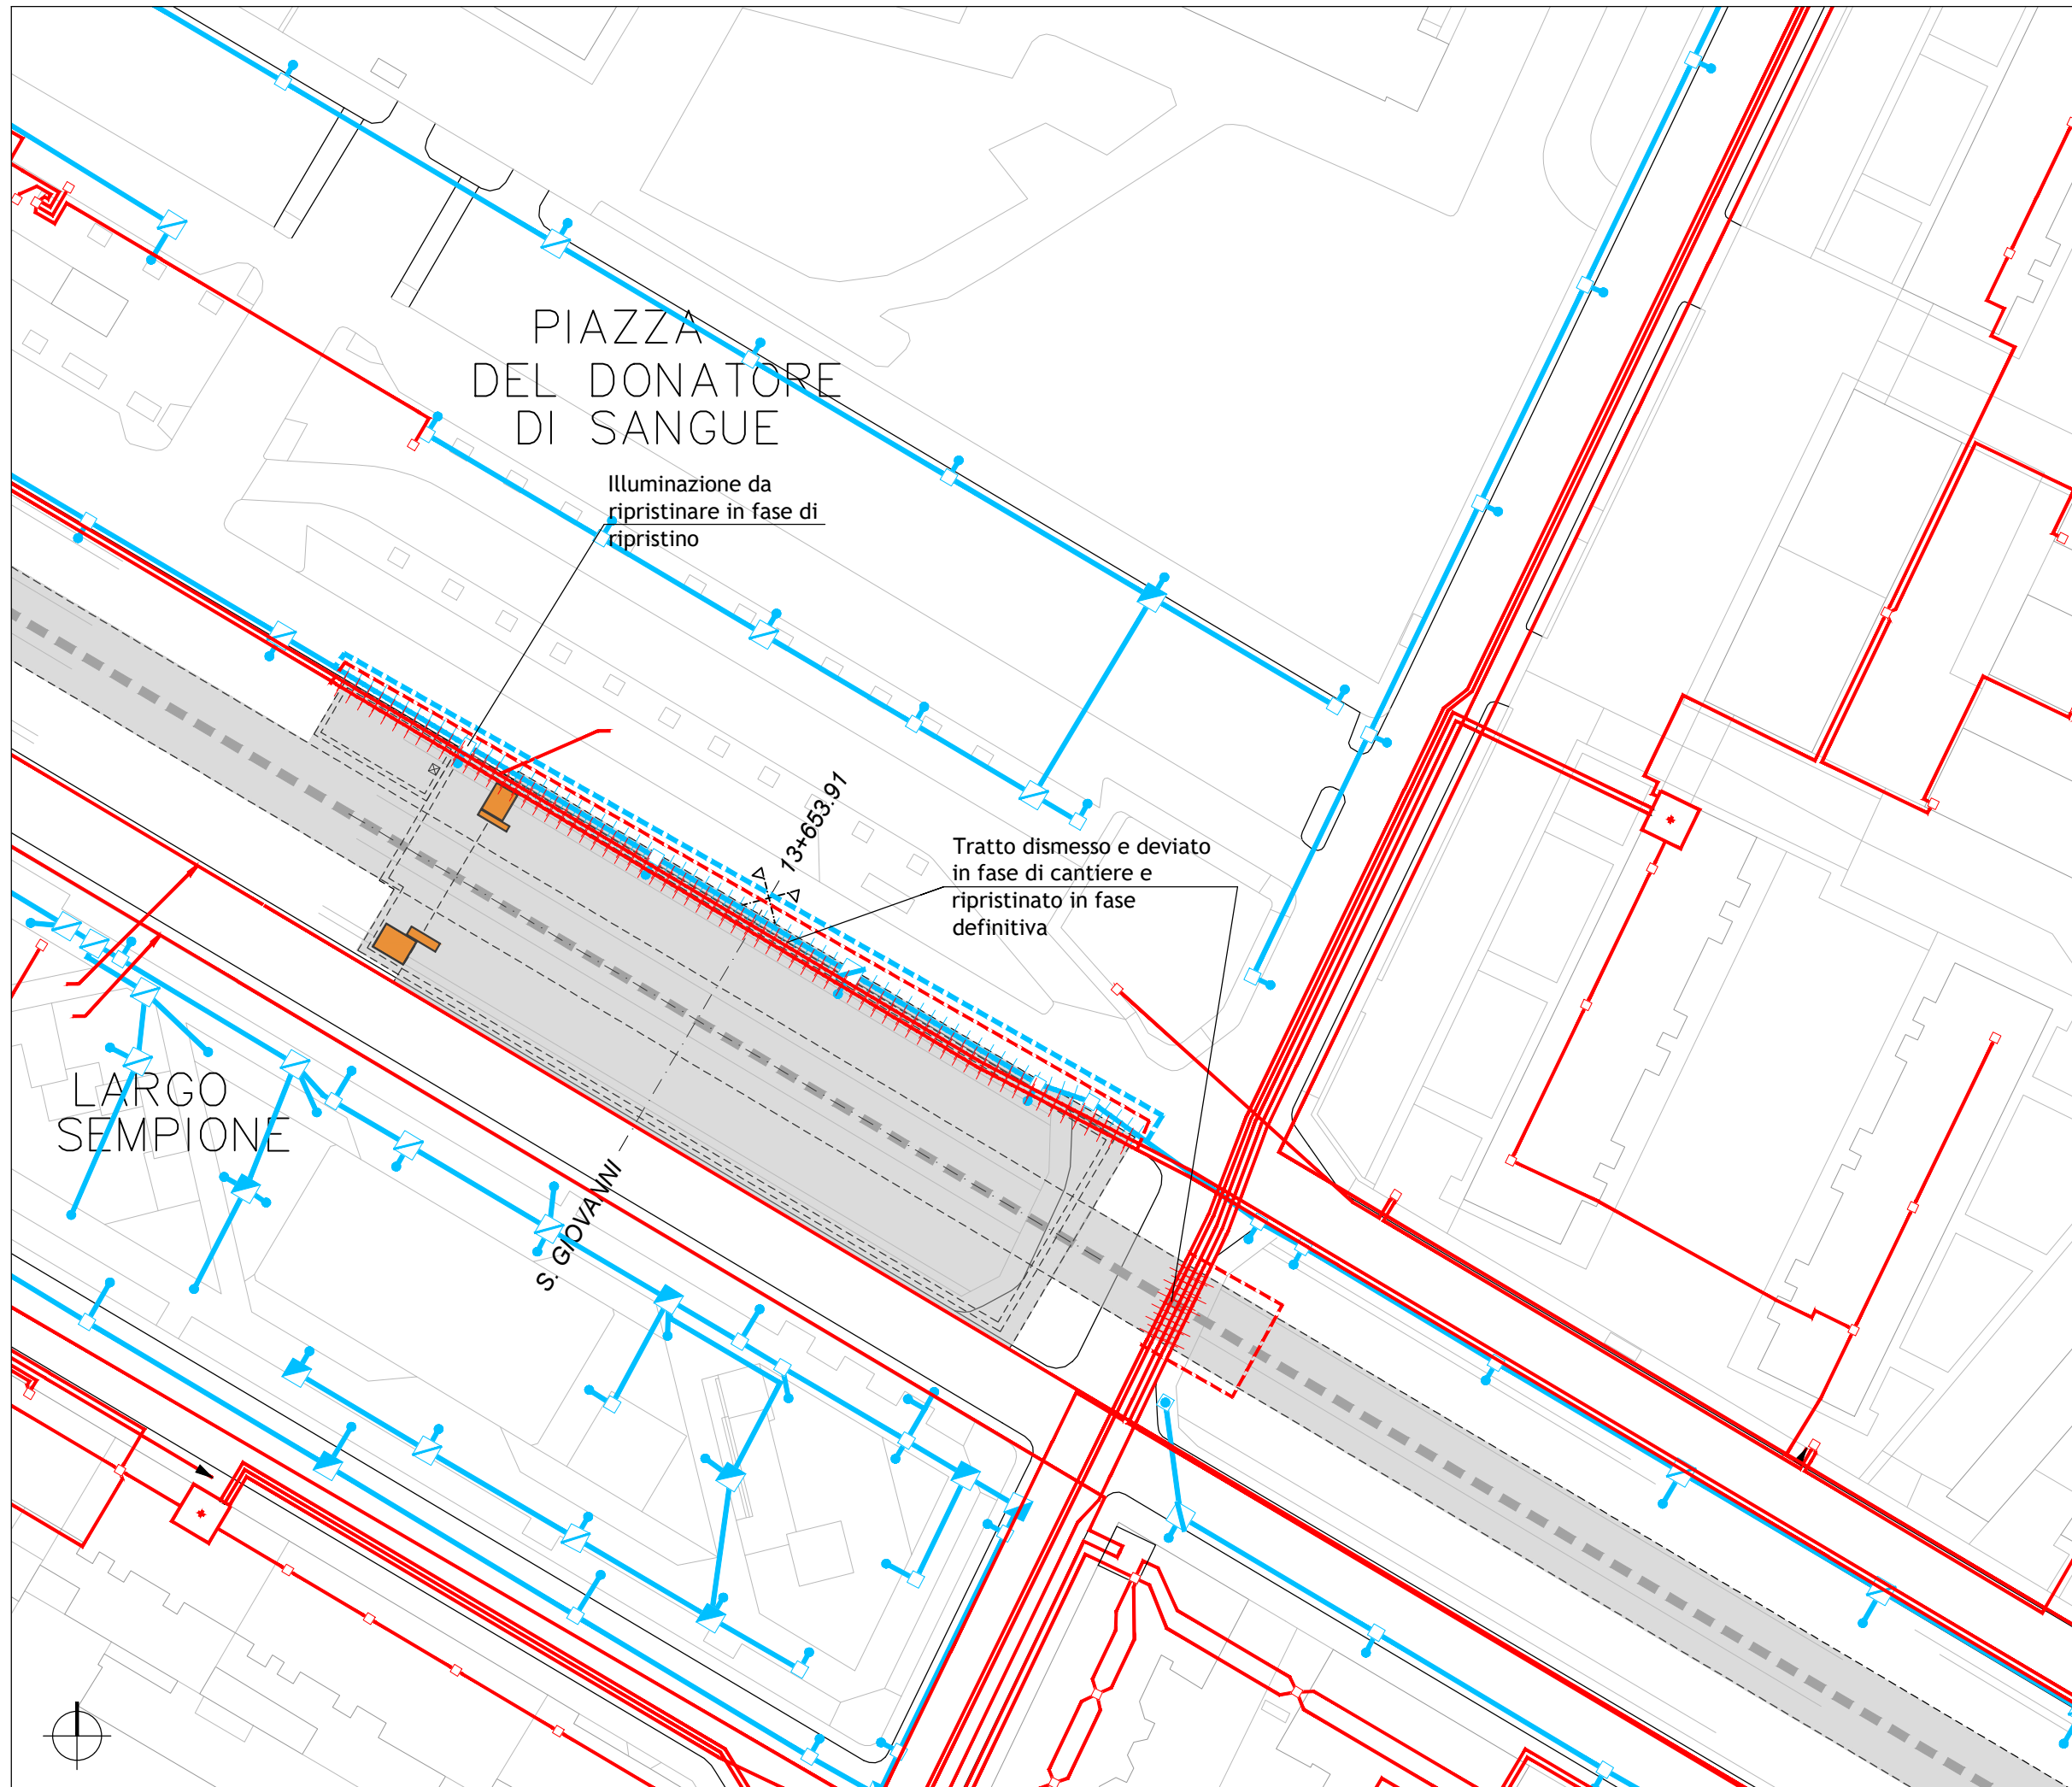 PIAZZA
DEL DONATORE
DI SANGUE
Illuminazione da
ripristinare in fase di
ripristino
13+653.91
Tratto dismesso e deviato
in fase di cantiere e
ripristinato in fase
definitiva
LARGO
SEMPIONE
S. GIOVANNI